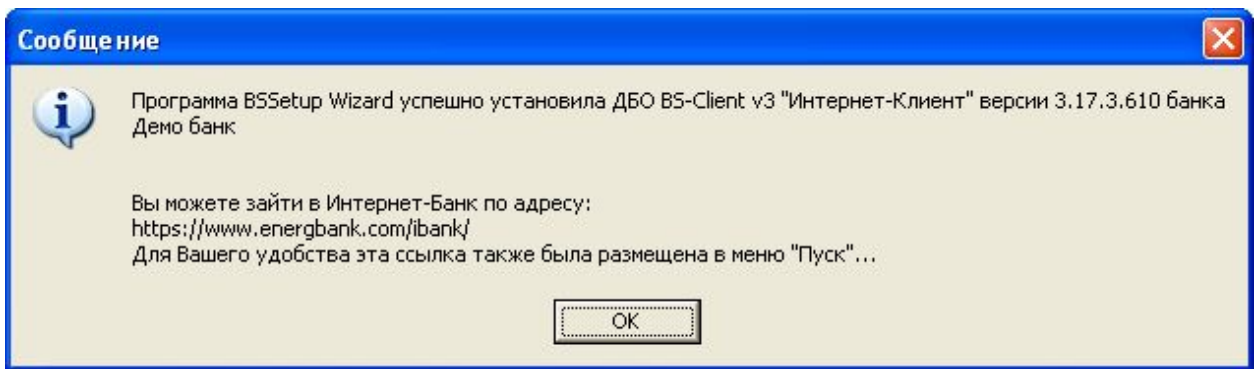 Сообщение
Программа BSSetup Wizard успешно установила ДБО BS-Client v3 "Интернет-Клиент" версии 3.17.3.610 банка
Демо банк
Вы можете зайти в Интернет-Банк по адресу:
https://www.energbank.com/ibank/
Для Вашего удобства эта ссылка также была размещена в меню "Пуск"...
OK